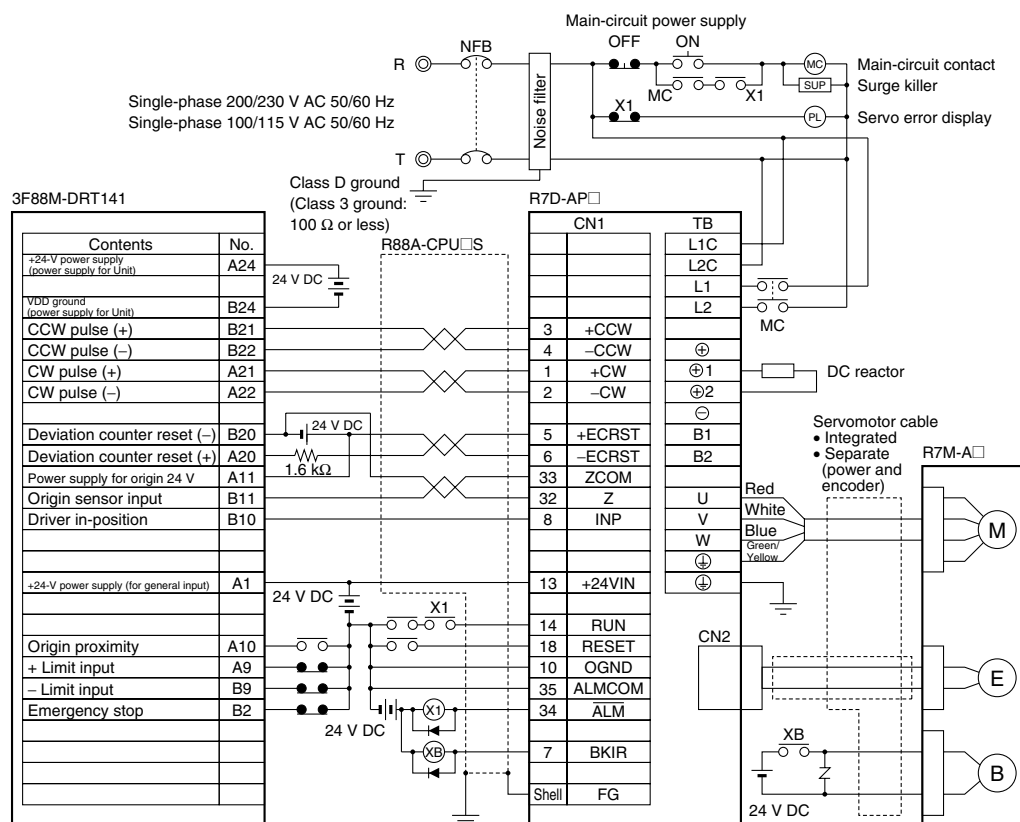 Main-circuit power supply
NFB
OFF
ON
R
MC
Main-circuit contact
SUP
Surge killer
MC
X1
Single-phase 200/230 V AC 50/60 Hz
Single-phase 100/115 V AC 50/60 Hz
Noise filter
X1
PL
Servo error display
T
Class D ground
(Class 3 ground:
100 Ω or less)
3F88M-DRT141
R7D-AP□
R88A-CPU□S
CN1
TB
Contents
No.
L1C
+24-V power supply
(power supply for Unit)
A24
24 V DC
L2C
L1
VDD ground
(power supply for Unit)
B24
L2
MC
CCW pulse (+)
B21
3
+CCW
CCW pulse (−)
B22
4
−CCW
⊕
CW pulse (+)
A21
1
+CW
⊕1
DC reactor
CW pulse (−)
A22
2
−CW
⊕2
⊖
24 V DC
Deviation counter reset (−)
B20
5
+ECRST
B1
Deviation counter reset (+)
A20
1.6 kΩ
6
−ECRST
B2
Servomotor cable
• Integrated
• Separate
(power and
encoder)
R7M-A□
Power supply for origin 24 V
A11
33
ZCOM
Origin sensor input
B11
32
Z
U
Red
Driver in-position
B10
8
INP
V
White
M
W
Blue
Green/
Yellow
+24-V power supply (for general input)
A1
13
+24VIN
24 V DC
X1
14
RUN
CN2
Origin proximity
A10
18
RESET
+ Limit input
A9
10
OGND
E
− Limit input
B9
35
ALMCOM
Emergency stop
B2
24 V DC
X1
34
ALM
XB
7
BKIR
XB
B
24 V DC
Shell
FG